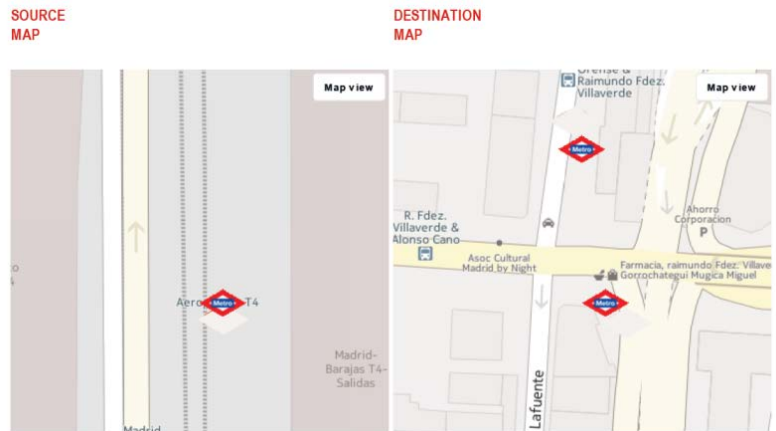 SOURCE
MAP
DESTINATION
MAP
Map view
Aero
Metro
T4
Madrid-
Barajas T4-
Salidas
Madrid
Map view
Orense &
Raimundo Fdez.
Villaverde
Metro
R. Fdez.
Villaverde &
Alonso Cano
Ahorro
Corporacion
P
Asoc Cultural
Madrid by Night
Farmacia, raimundo Fdez. Villave
Gorrochategui Mugica Miguel
Metro
Lafuente